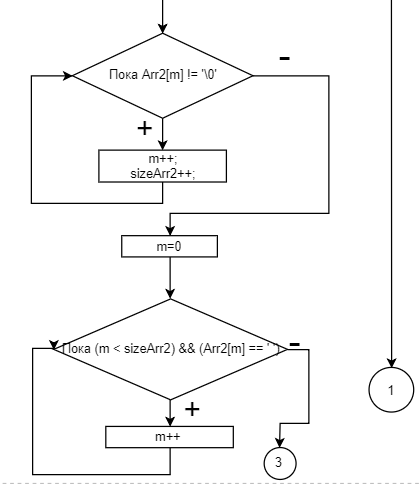 Пока Arr2[m] != '\0'
-
+
m++;
sizeArr2++;
m=0
Пока (m < sizeArr2) && (Arr2[m] == ' ')
-
+
m++
1
3